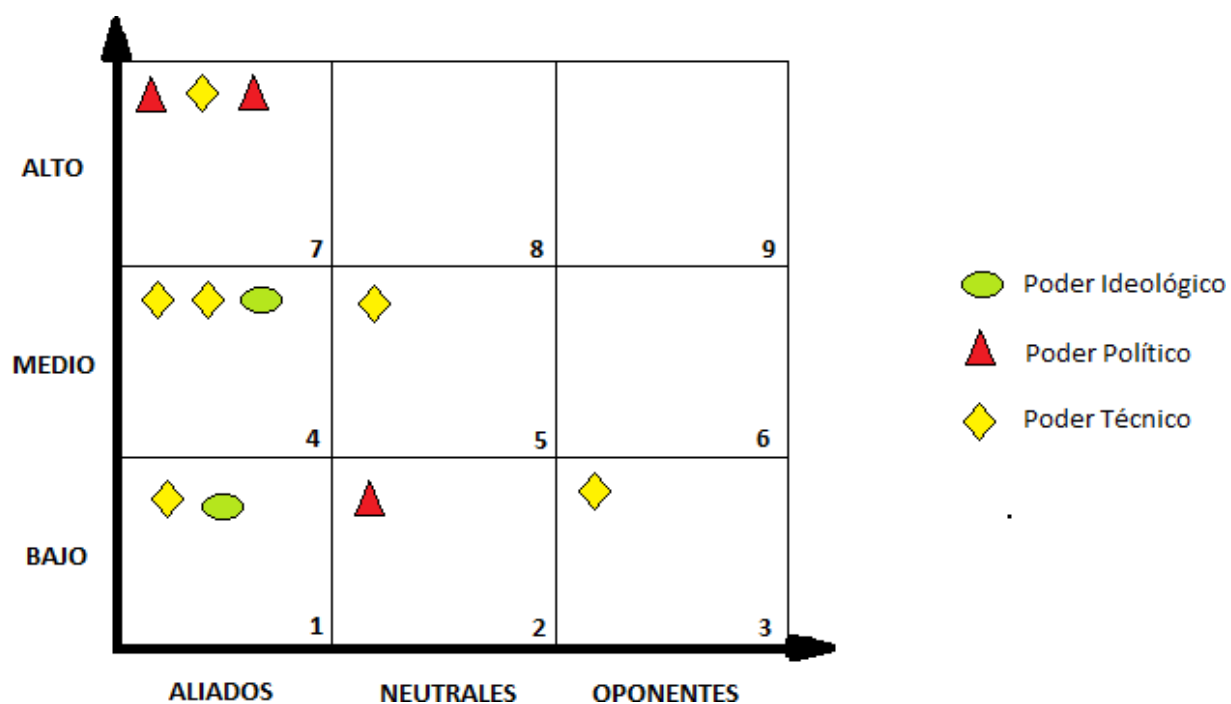 ALTO
7
8
9
Poder Ideológico
MEDIO
Poder Político
4
5
6
Poder Técnico
BAJO
1
2
3
ALIADOS
NEUTRALES
OPONENTES